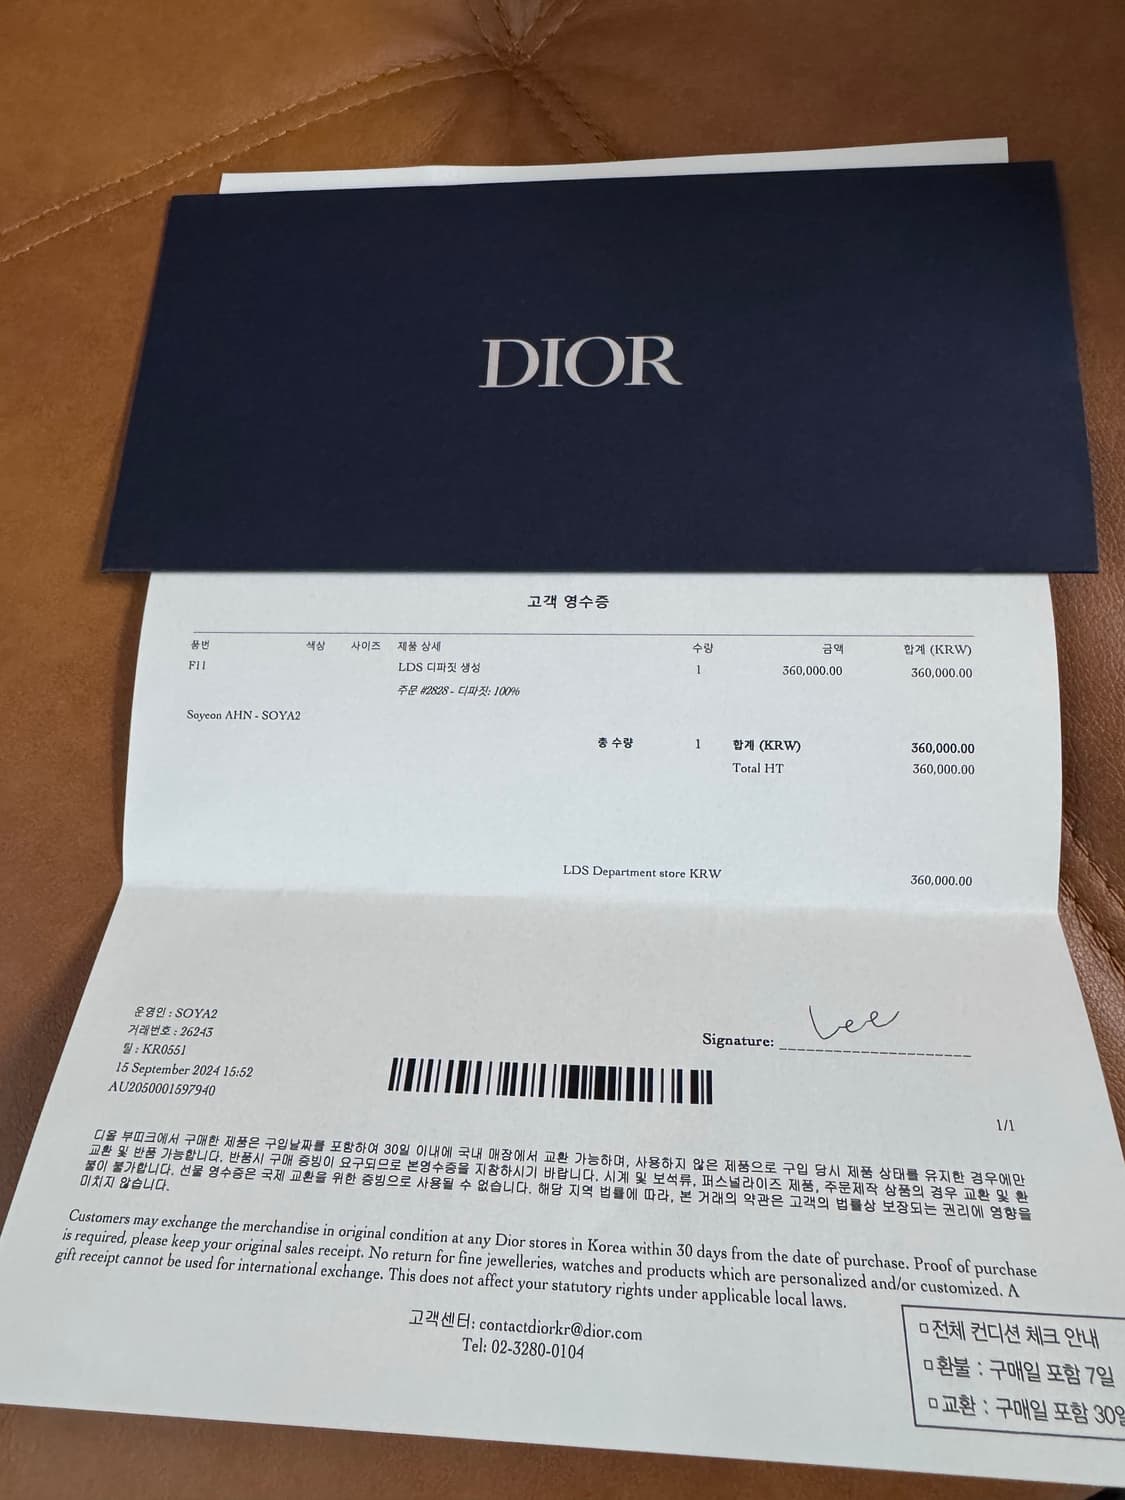 DIOR
고객 영수증
품번 색상 사이즈 제품 상세 수량 금액 합계 (KRW)
F11 LDS 디파짓 생성 1 360,000.00 360,000.00
주문 #2828 - 디파짓: 100%
Soyeon AHN - SOYA2
총 수량 1 합계 (KRW) 360,000.00
Total HT 360,000.00
LDS Department store KRW 360,000.00
운영인 : SOYA2
거래번호 : 26243
틸 : KR0551
15 September 2024 15:52
AU2050001597940
Signature: Lee
1/1
디올 부띠크에서 구매한 제품은 구입날짜를 포함하여 30일 이내에 국내 매장에서 교환 가능하며, 사용하지 않은 제품으로 구입 당시 제품 상태를 유지한 경우에만
교환 및 반품 가능합니다. 반품시 구매 증빙이 요구되므로 본영수증을 지참하시기 바랍니다. 시계 및 보석류, 퍼스널라이즈 제품, 주문제작 상품의 경우 교환 및 환
불이 불가합니다. 선물 영수증은 국제 교환을 위한 증빙으로 사용될 수 없습니다. 해당 지역 법률에 따라, 본 거래의 약관은 고객의 법률상 보장되는 권리에 영향을
미치지 않습니다.
Customers may exchange the merchandise in original condition at any Dior stores in Korea within 30 days from the date of purchase. Proof of purchase
is required, please keep your original sales receipt. No return for fine jewelleries, watches and products which are personalized and/or customized. A
gift receipt cannot be used for international exchange. This does not affect your statutory rights under applicable local laws.
고객센터: contactdiorkr@dior.com
Tel: 02-3280-0104
□ 전체 컨디션 체크 안내
□ 환불 : 구매일 포함 7일
□ 교환 : 구매일 포함 30일